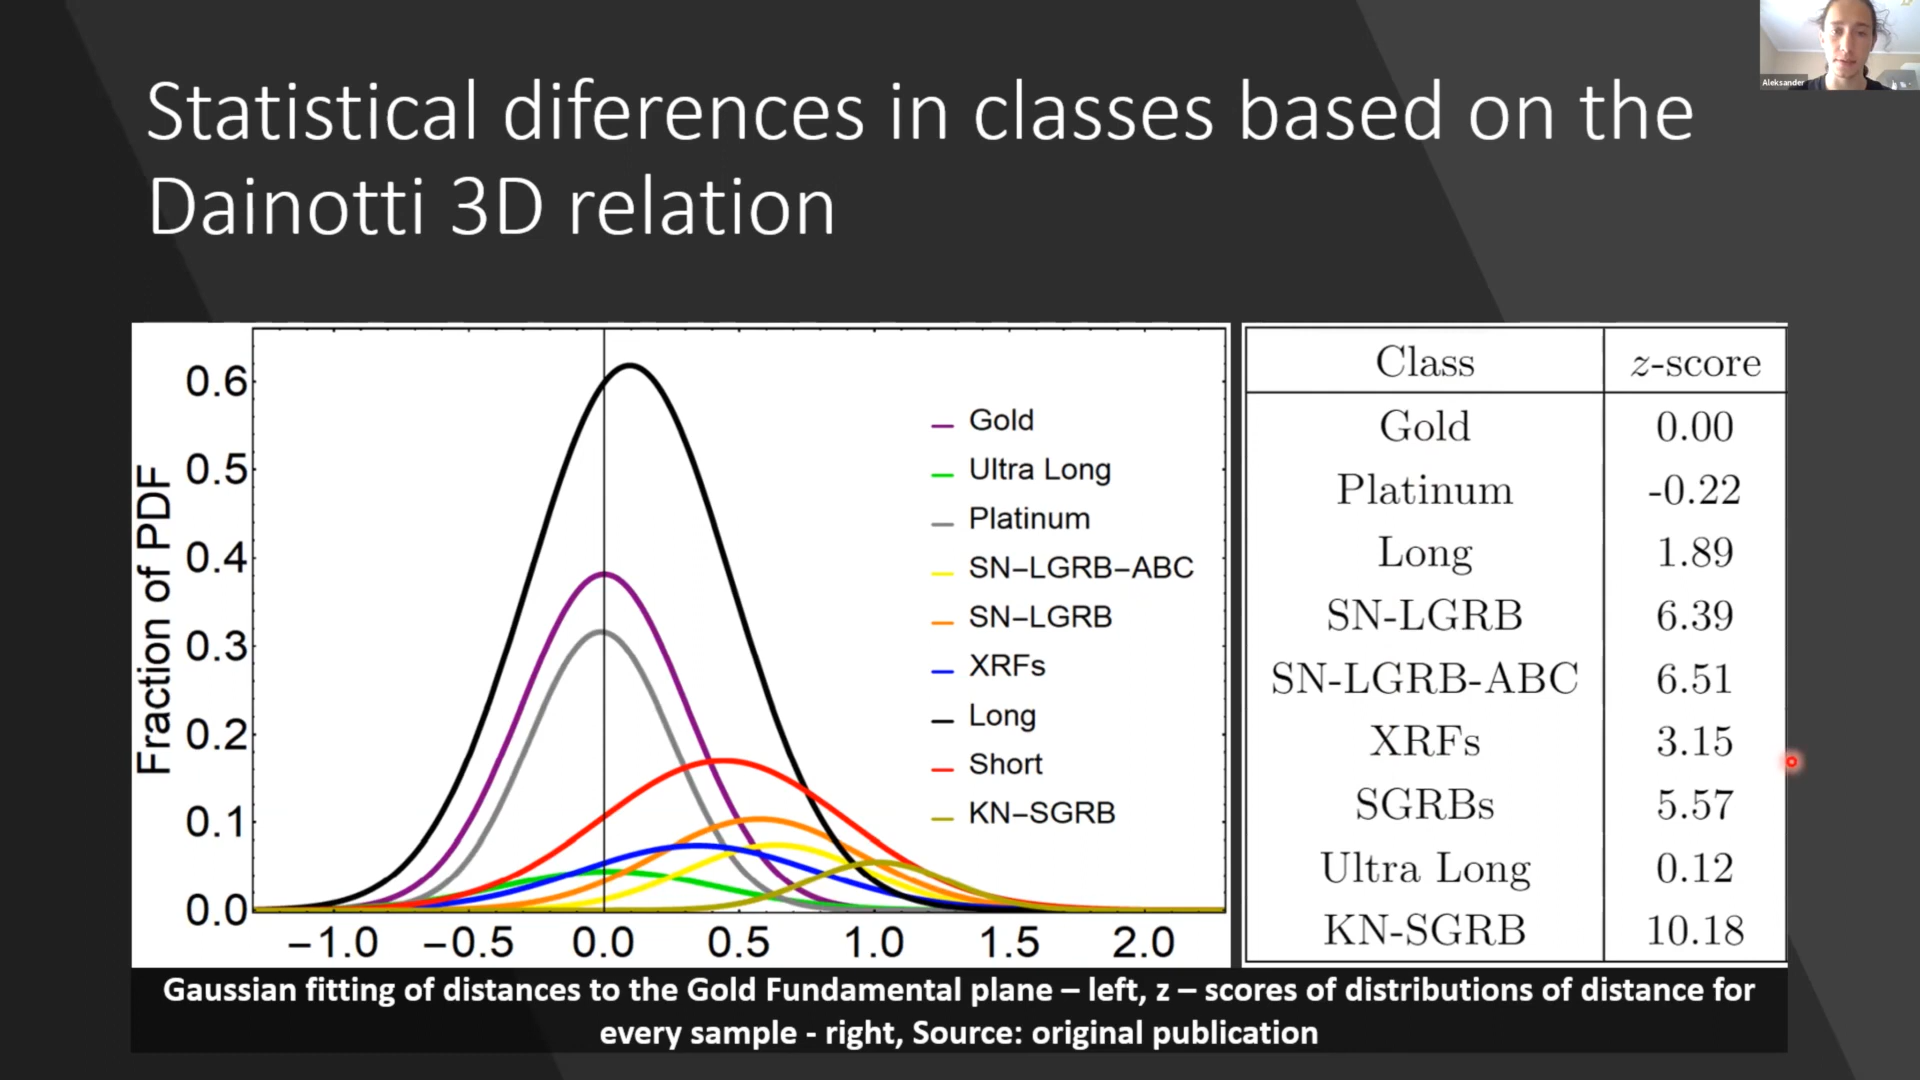 Aleksander
Statistical diferences in classes based on the
Dainotti 3D relation
Fraction of PDF
0.6
0.5
0.4
0.3
0.2
0.1
0.0
−1.0 −0.5 0.0 0.5 1.0 1.5 2.0
Gold
Ultra Long
Platinum
SN−LGRB−ABC
SN−LGRB
XRFs
Long
Short
KN−SGRB
Class z-score
Gold 0.00
Platinum -0.22
Long 1.89
SN-LGRB 6.39
SN-LGRB-ABC 6.51
XRFs 3.15
SGRBs 5.57
Ultra Long 0.12
KN-SGRB 10.18
Gaussian fitting of distances to the Gold Fundamental plane – left, z – scores of distributions of distance for
every sample - right, Source: original publication